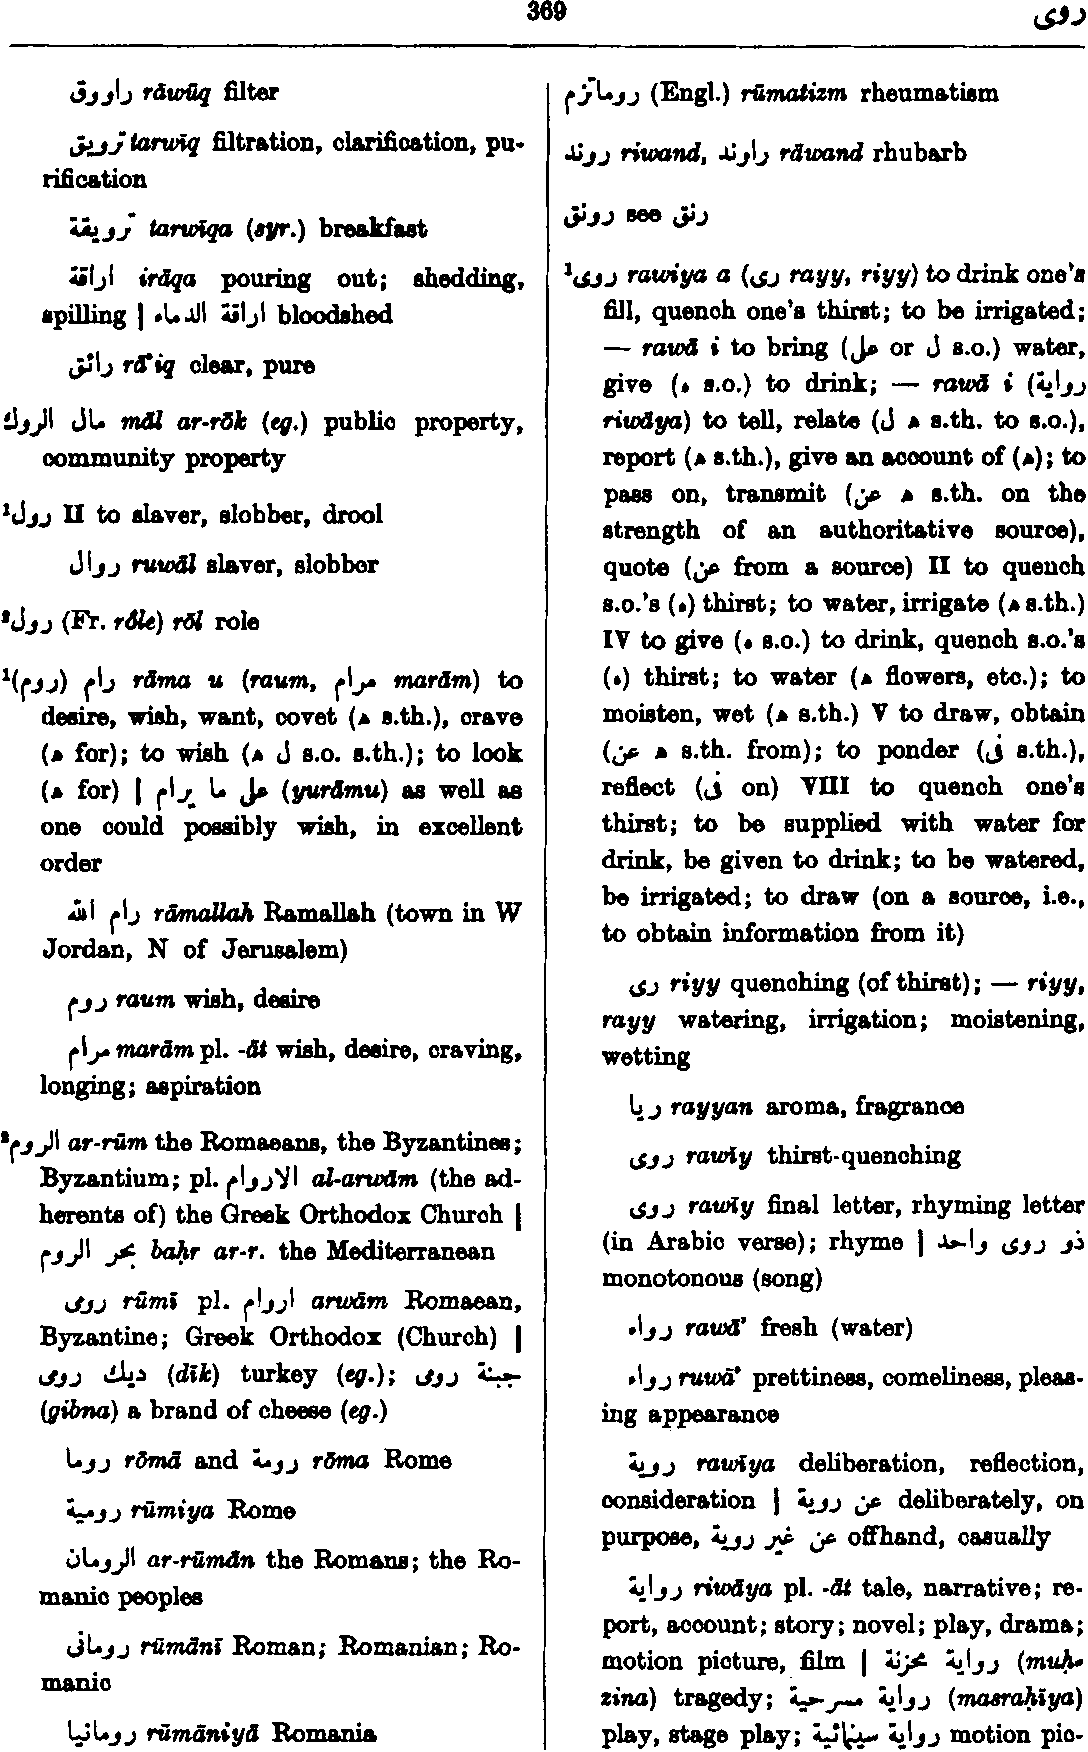 369
روى
راووق rāwūq filter
ترويق tarwīq filtration, clarification, pu-
rification
ترويقة tarwīqa (syr.) breakfast
اراقة irāqa pouring out; shedding,
spilling | اراقة الدماء bloodshed
رائق rā'iq clear, pure
مال الروك māl ar-rōk (eg.) public property,
community property
¹رول II to slaver, slobber, drool
روال ruwāl slaver, slobber
²رول (Fr. rôle) rōl role
¹(روم) رام rāma u (raum, مرام marām) to
desire, wish, want, covet (ه s.th.), crave
(ه for); to wish (ل ه s.o. s.th.); to look
(ه for) | على ما يرام (yurāmu) as well as
one could possibly wish, in excellent
order
رام الله rāmallah Ramallah (town in W
Jordan, N of Jerusalem)
روم raum wish, desire
مرام marām pl. -āt wish, desire, craving,
longing; aspiration
²الروم ar-rūm the Romaeans, the Byzantines;
Byzantium; pl. الاروام al-arwām (the ad-
herents of) the Greek Orthodox Church |
بحر الروم baḥr ar-r. the Mediterranean
رومى rūmī pl. اروام arwām Romaean,
Byzantine; Greek Orthodox (Church) |
ديك رومى (dīk) turkey (eg.); جبنة رومى
(gibna) a brand of cheese (eg.)
روما rōmā and رومة rōma Rome
رومية rūmiya Rome
الرومان ar-rūmān the Romans; the Ro-
manic peoples
رومانى rūmānī Roman; Romanian; Ro-
manic
رومانيا rūmāniyā Romania
روماتزم (Engl.) rūmatizm rheumatism
روند riwand, راوند rāwand rhubarb
رونق see رنق
¹روى rawiya a (رى rayy, riyy) to drink one's
fill, quench one's thirst; to be irrigated;
— rawā i to bring (على or ل s.o.) water,
give (ه s.o.) to drink; — rawā i (رواية
riwāya) to tell, relate (ل ه s.th. to s.o.),
report (ه s.th.), give an account of (ه); to
pass on, transmit (عن ه s.th. on the
strength of an authoritative source),
quote (عن from a source) II to quench
s.o.'s (ه) thirst; to water, irrigate (ه s.th.)
IV to give (ه s.o.) to drink, quench s.o.'s
(ه) thirst; to water (ه flowers, etc.); to
moisten, wet (ه s.th.) V to draw, obtain
(عن ه s.th. from); to ponder (فى s.th.),
reflect (فى on) VIII to quench one's
thirst; to be supplied with water for
drink, be given to drink; to be watered,
be irrigated; to draw (on a source, i.e.,
to obtain information from it)
رى riyy quenching (of thirst); — riyy,
rayy watering, irrigation; moistening,
wetting
ريا rayyan aroma, fragrance
روى rawīy thirst-quenching
روى rawīy final letter, rhyming letter
(in Arabic verse); rhyme | ذو روى واحد
monotonous (song)
رواء rawā' fresh (water)
رواء ruwā' prettiness, comeliness, pleas-
ing appearance
روية rawīya deliberation, reflection,
consideration | عن روية deliberately, on
purpose, عن غير روية offhand, casually
رواية riwāya pl. -āt tale, narrative; re-
port, account; story; novel; play, drama;
motion picture, film | رواية محزنة (muḥ-
zina) tragedy; رواية مسرحية (masraḥīya)
play, stage play; رواية سينمائية motion pic-